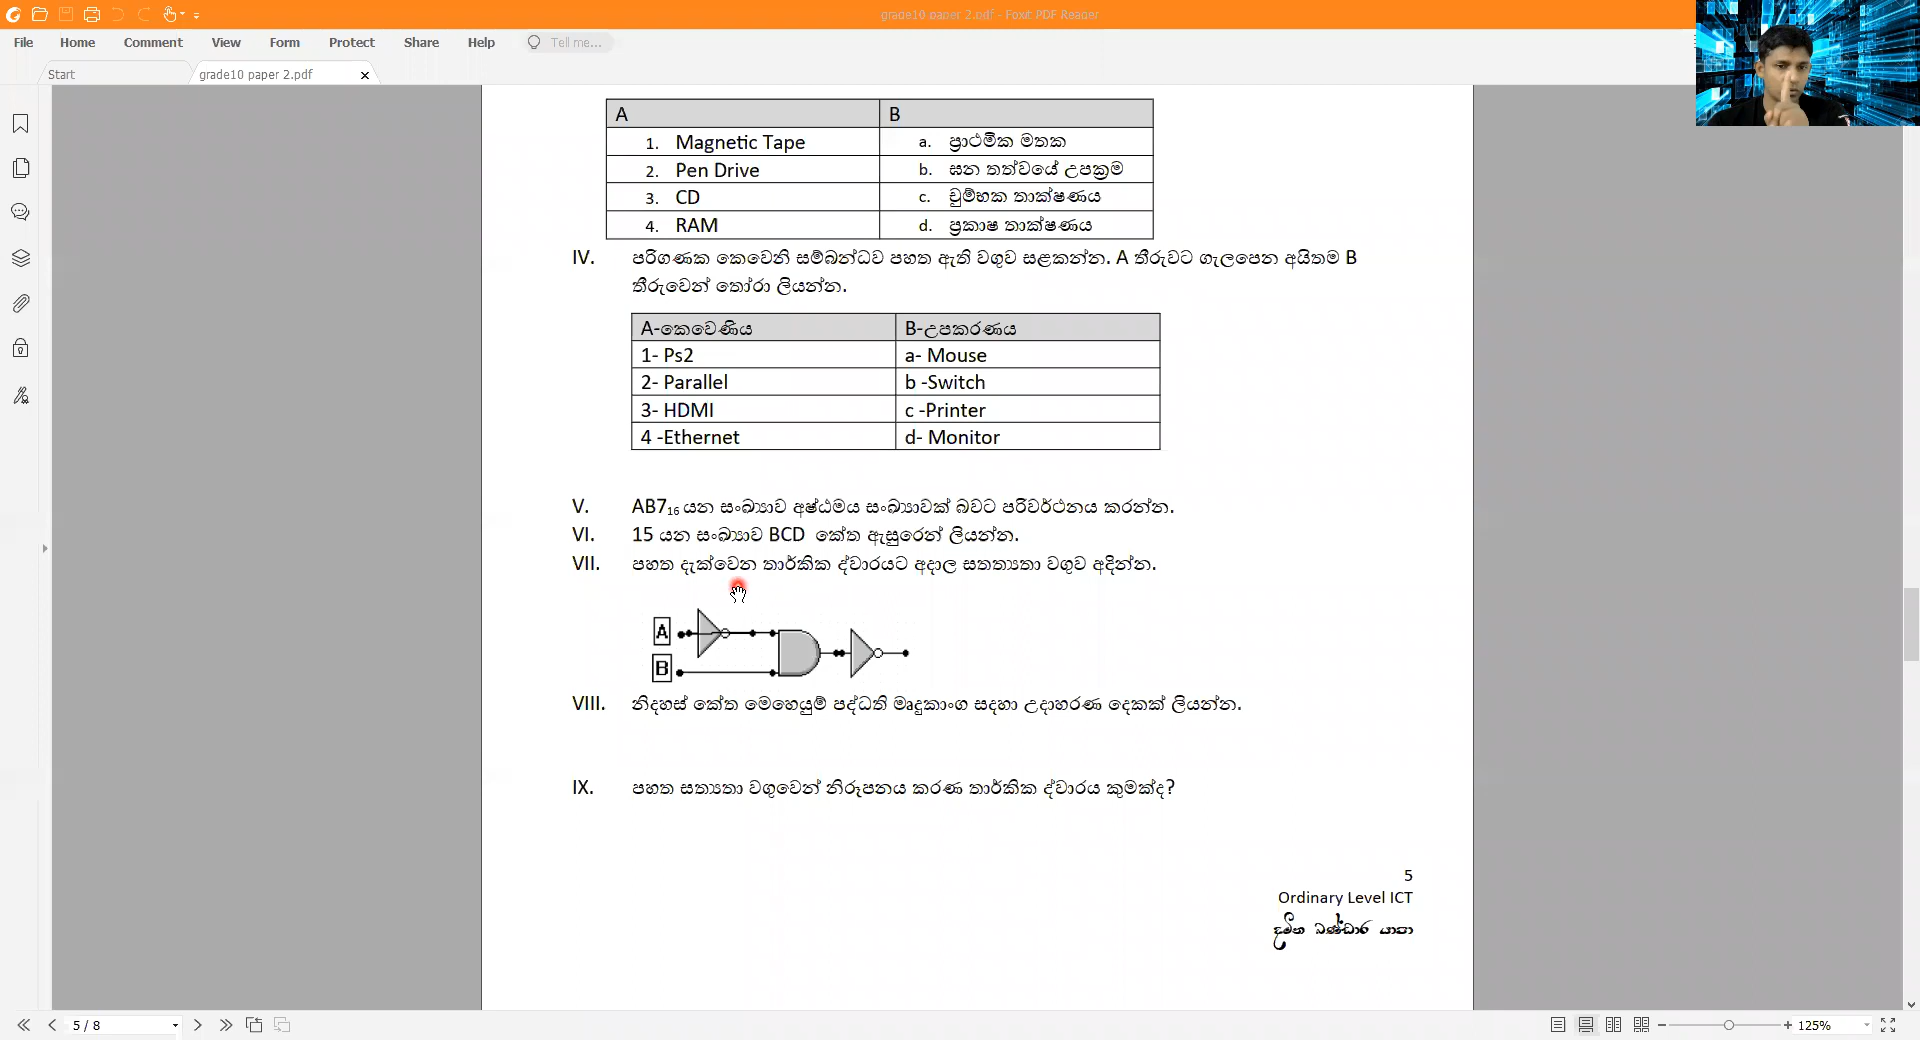 grade10 paper 2.pdf - Foxit PDF Reader
File Home Comment View Form Protect Share Help Tell me...
Start grade10 paper 2.pdf
A B
1. Magnetic Tape a. ප්‍රාථමික මතක
2. Pen Drive b. ඝන තත්වයේ උපක්‍රම
3. CD c. චුම්භක තාක්ෂණය
4. RAM d. ප්‍රකාෂ තාක්ෂණය
IV. පරිගණක කෙවෙනි සම්බන්ධව පහත ඇති වගුව සළකන්න. A තීරුවට ගැලපෙන අයිතම B
තීරුවෙන් තෝරා ලියන්න.
A-කෙවෙණිය B-උපකරණය
1- Ps2 a- Mouse
2- Parallel b -Switch
3- HDMI c -Printer
4 -Ethernet d- Monitor
V. AB7₁₆ යන සංඛ්‍යාව අෂ්ඨමය සංඛ්‍යාවක් බවට පරිවර්ථනය කරන්න.
VI. 15 යන සංඛ්‍යාව BCD කේත ඇසුරෙන් ලියන්න.
VII. පහත දැක්වෙන තාර්කික ද්වාරයට අදාල සත‍ත්‍යතා වගුව අඳින්න.
A
B
VIII. නිදහස් කේත මෙහෙයුම් පද්ධති මෘදුකාංග සදහා උදාහරණ දෙකක් ලියන්න.
IX. පහත සත්‍යතා වගුවෙන් නිරූපනය කරණ තාර්කික ද්වාරය කුමක්ද?
5
Ordinary Level ICT
5 / 8 125%